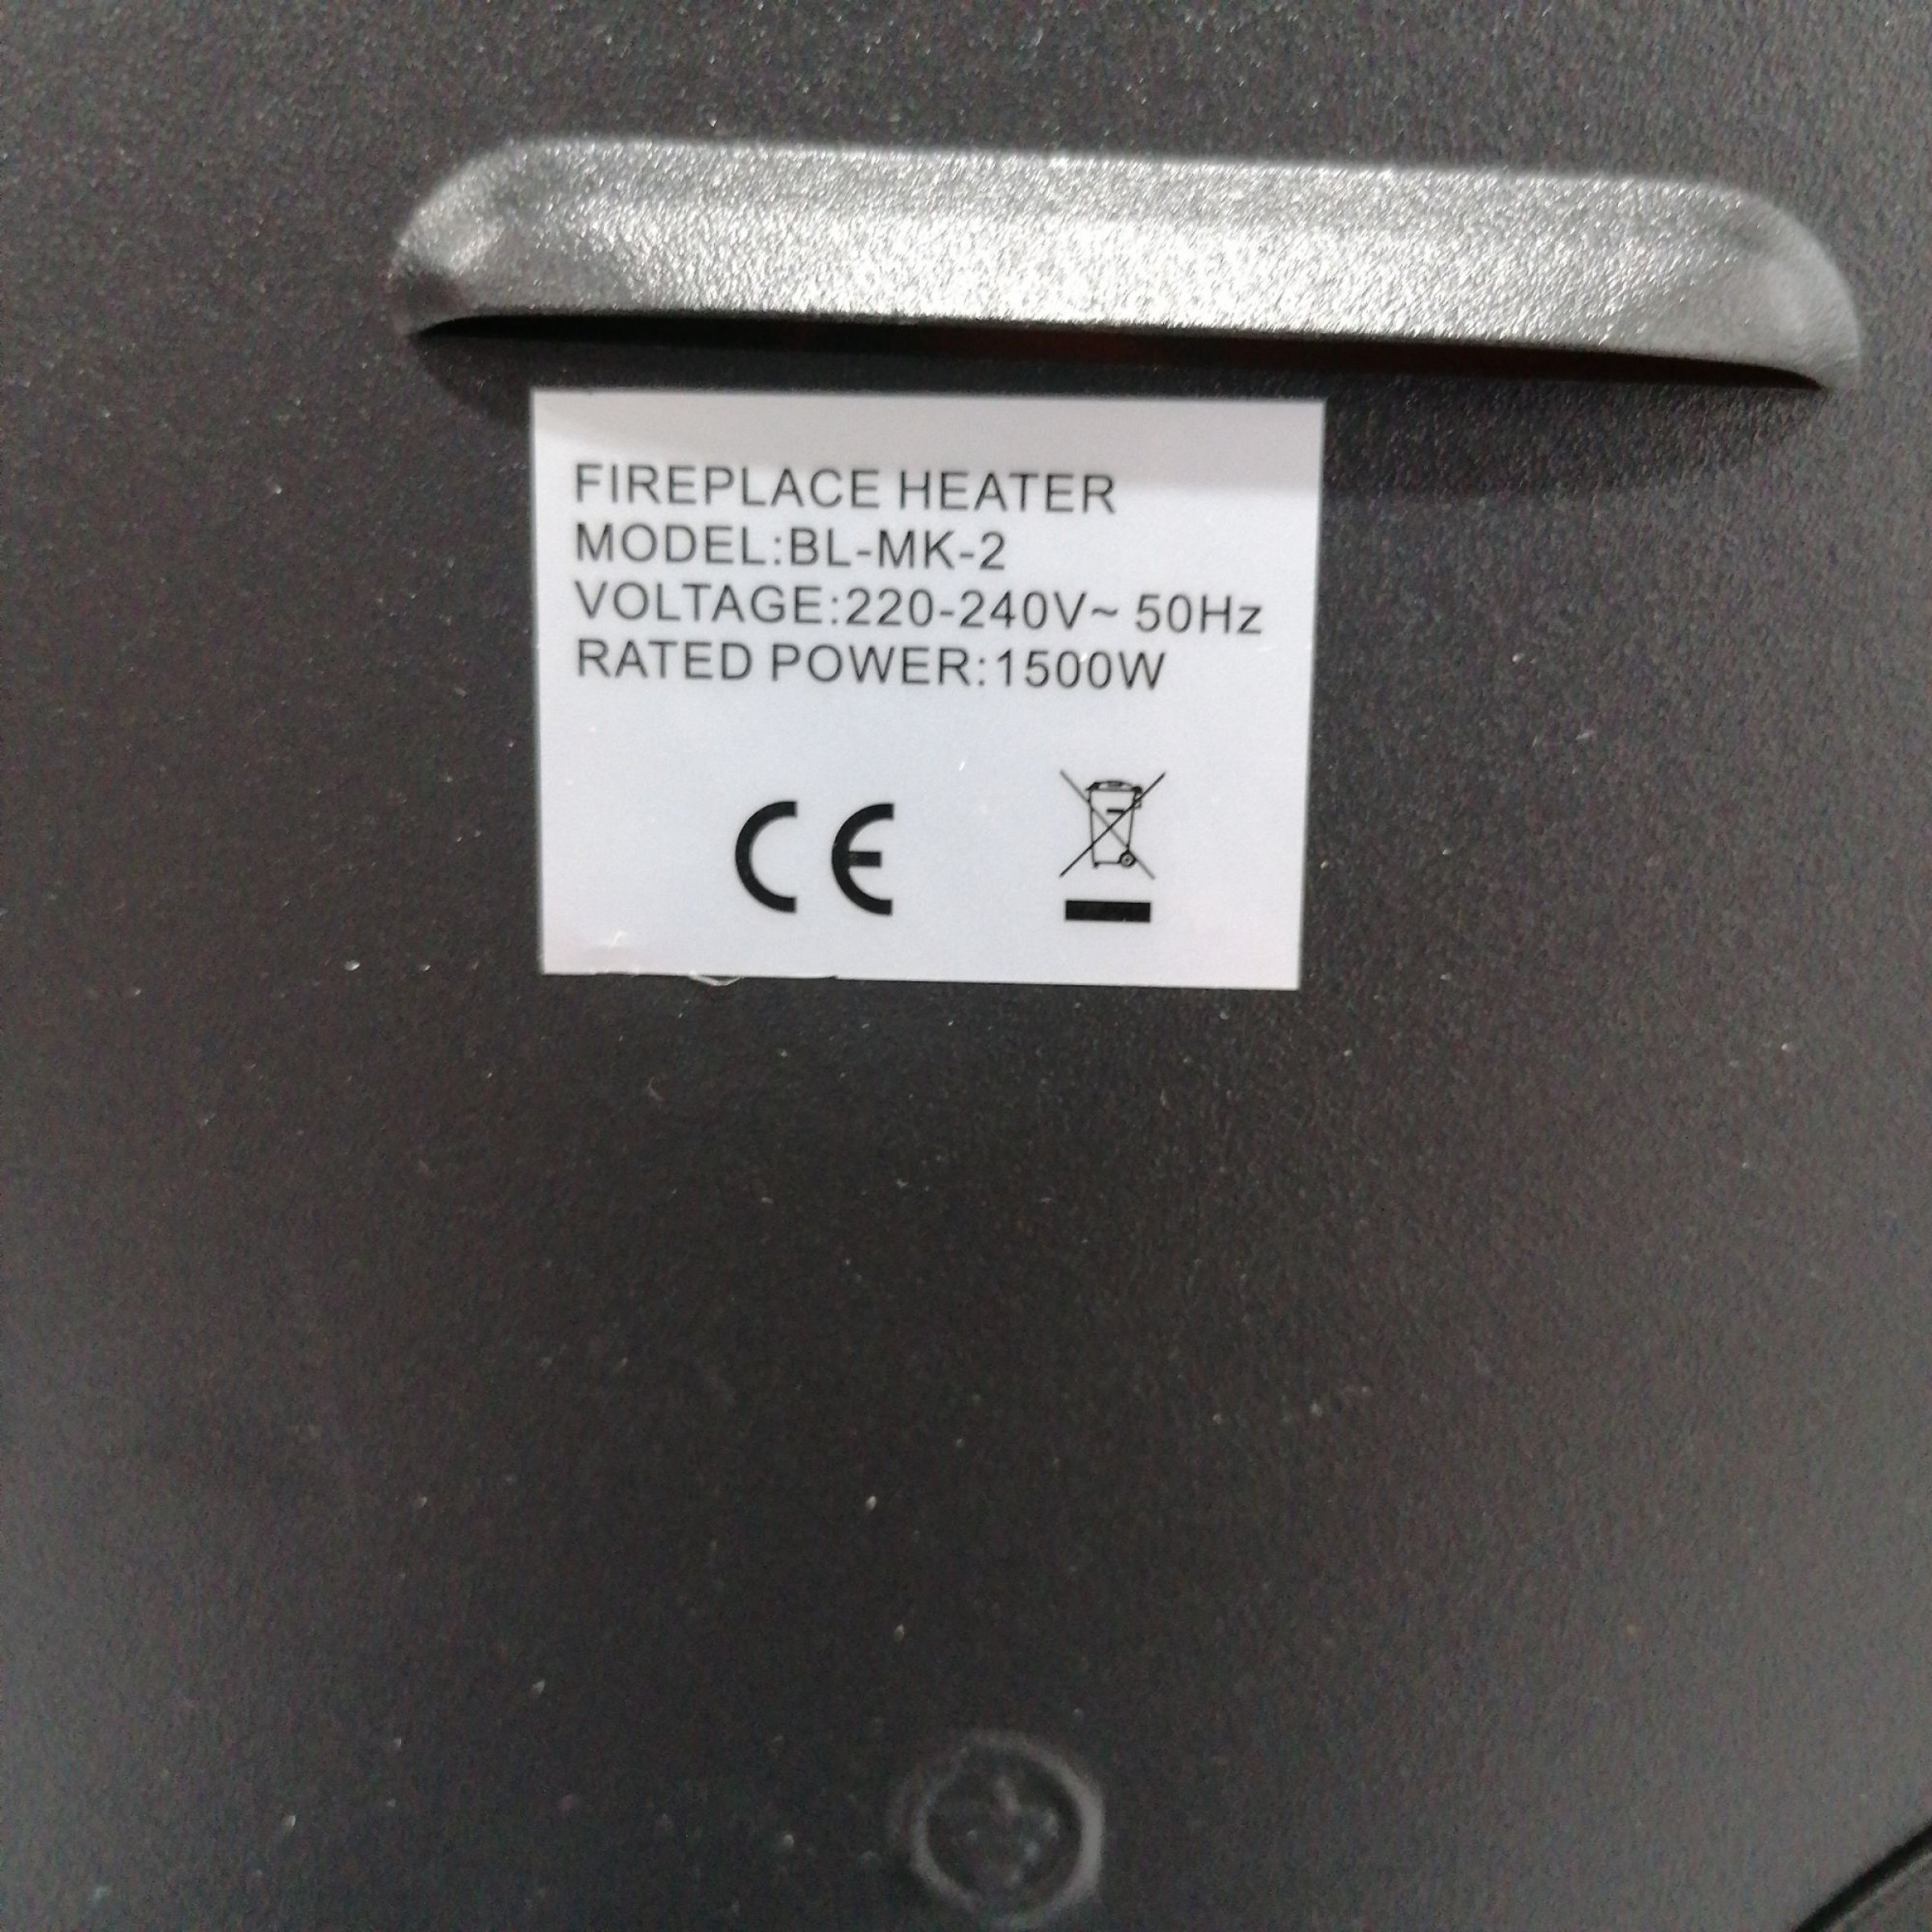 FIREPLACE HEATER
MODEL:BL-MK-2
VOLTAGE:220-240V~ 50Hz
RATED POWER:1500W
CE